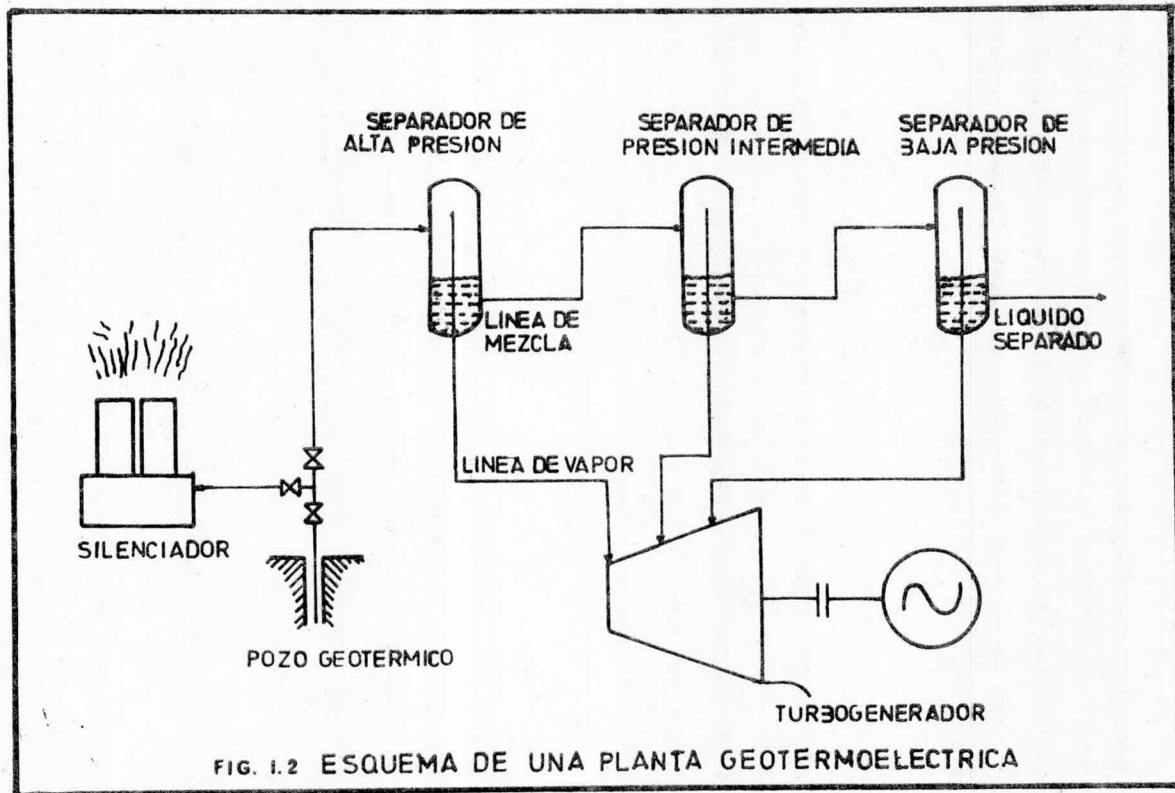 SEPARADOR DE
ALTA PRESION
SEPARADOR DE
PRESION INTERMEDIA
SEPARADOR DE
BAJA PRESION
LINEA DE
MEZCLA
LIQUIDO
SEPARADO
LINEA DE VAPOR
SILENCIADOR
POZO GEOTERMICO
TURBOGENERADOR
FIG. 1.2 ESQUEMA DE UNA PLANTA GEOTERMOELECTRICA